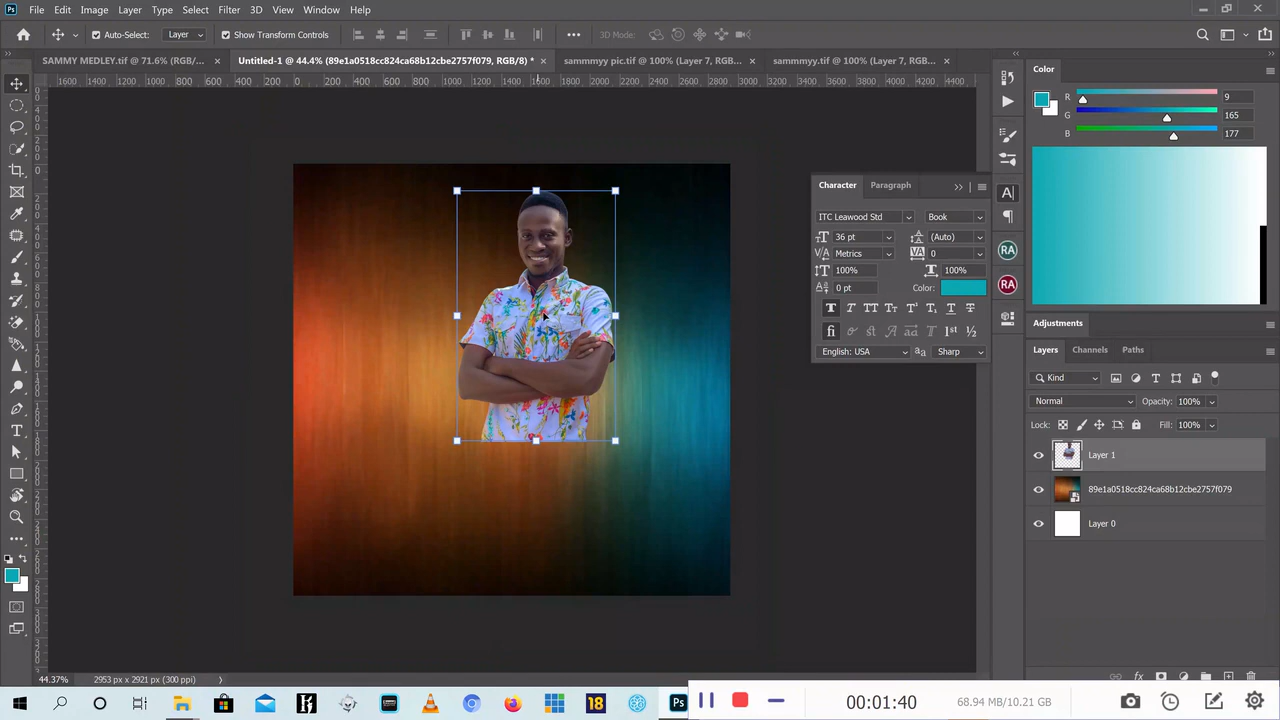 Ps File Edit Image Layer Type Select Filter 3D View Window Help
Auto-Select: Layer Show Transform Controls 3D Mode:
SAMMMY MEDLEY.tif @ 71.6% (RGB/... × Untitled-1 @ 44.4% (89e1a0518cc824ca68b12cbe2757f079, RGB/8) * × sammmyy pic.tif @ 100% (Layer 7, RGB... × sammmyy.tif @ 100% (Layer 7, RGB... ×
Color
R 9
G 165
B 177
Character Paragraph
ITC Leawood Std Book
36 pt (Auto)
Metrics 0
100% 100%
0 pt Color:
English: USA Sharp
Adjustments
Layers Channels Paths
Kind
Normal Opacity: 100%
Lock: Fill: 100%
Layer 1
89e1a0518cc824ca68b12cbe2757f079
Layer 0
44.37% 2953 px x 2921 px (300 ppi)
18 Ps 00:01:40 68.94 MB/10.21 GB